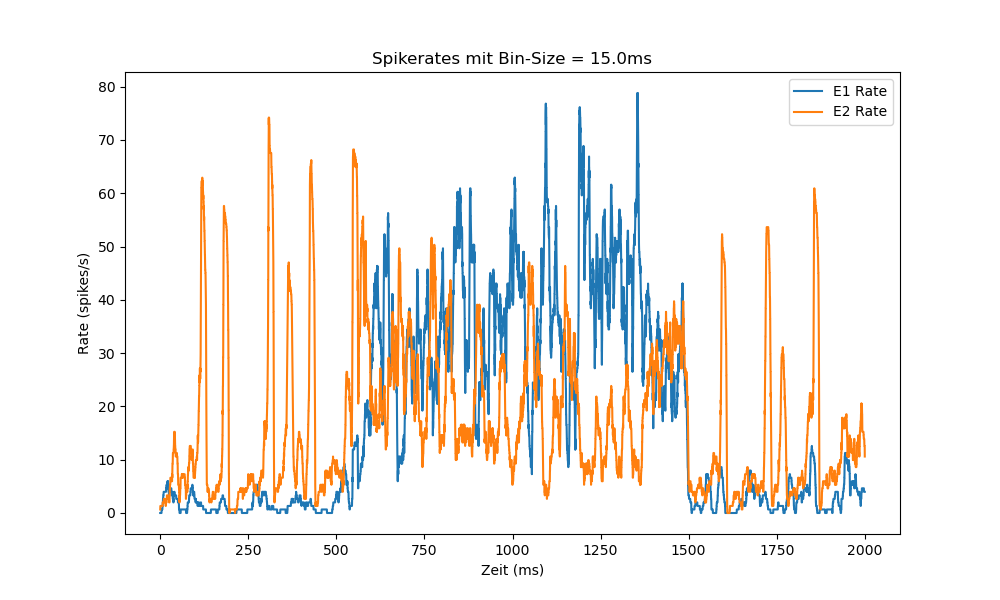 Spikerates mit Bin-Size = 15.0ms
E1 Rate
E2 Rate
80
70
60
50
40
30
20
10
0
Rate (spikes/s)
0 250 500 750 1000 1250 1500 1750 2000
Zeit (ms)